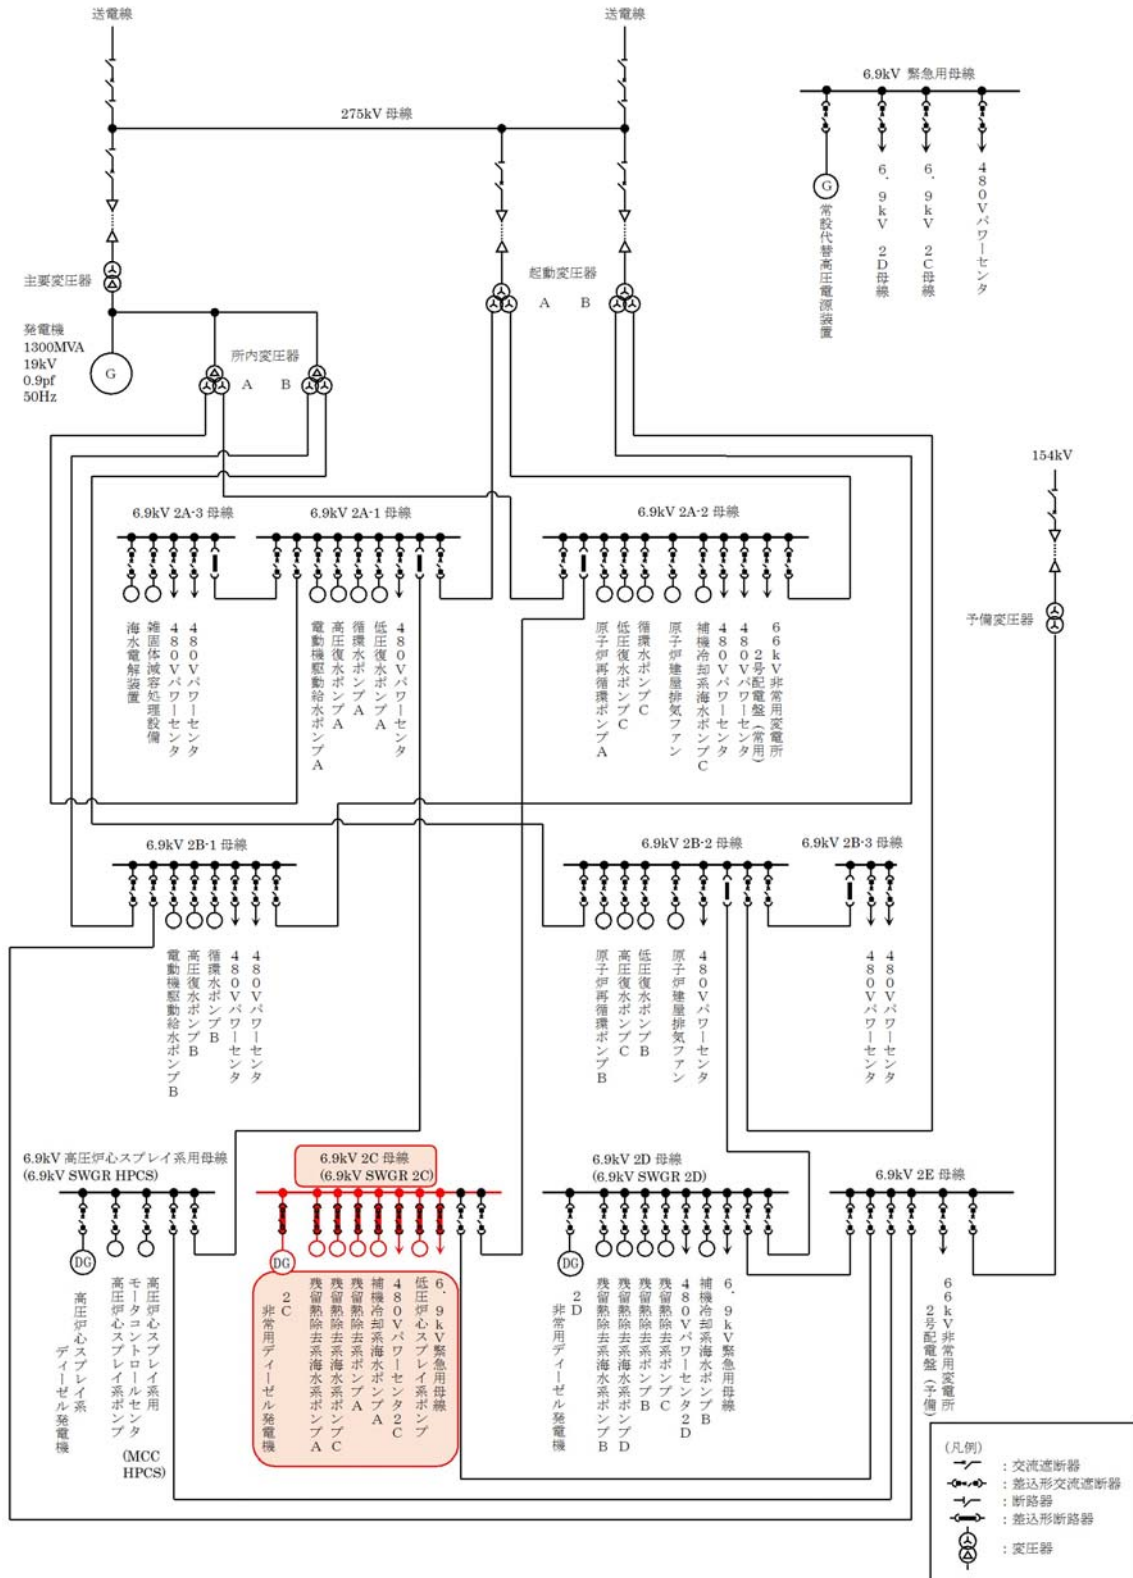 送電線
送電線
6.9kV 緊急用母線
275kV 母線
G
常設代替高圧電源装置
6.9kV 2D母線
6.9kV 2C母線
480Vパワーセンタ
主要変圧器
起動変圧器
A
B
発電機
1300MVA
19kV
0.9pf
50Hz
G
所内変圧器
A
B
154kV
予備変圧器
6.9kV 2A-3 母線
6.9kV 2A-1 母線
6.9kV 2A-2 母線
海水電解装置
雑固体減容処理設備
480Vパワーセンタ
480Vパワーセンタ
電動機駆動給水ポンプA
高圧復水ポンプA
循環水ポンプA
低圧復水ポンプA
480Vパワーセンタ
原子炉再循環ポンプA
低圧復水ポンプC
循環水ポンプC
原子炉建屋排気ファン
補機冷却系海水ポンプC
480Vパワーセンタ
480Vパワーセンタ
66kV非常用変電所
2号配電盤(常用)
6.9kV 2B-1 母線
6.9kV 2B-2 母線
6.9kV 2B-3 母線
電動機駆動給水ポンプB
高圧復水ポンプB
循環水ポンプB
480Vパワーセンタ
480Vパワーセンタ
原子炉再循環ポンプB
高圧復水ポンプC
低圧復水ポンプB
原子炉建屋排気ファン
480Vパワーセンタ
480Vパワーセンタ
480Vパワーセンタ
6.9kV 高圧炉心スプレイ系用母線
(6.9kV SWGR HPCS)
6.9kV 2C 母線
(6.9kV SWGR 2C)
6.9kV 2D 母線
(6.9kV SWGR 2D)
6.9kV 2E 母線
DG
高圧炉心スプレイ系
ディーゼル発電機
高圧炉心スプレイ系ポンプ
高圧炉心スプレイ系用
モータコントロールセンタ
(MCC
HPCS)
DG
2C
非常用ディーゼル発電機
残留熱除去系海水系ポンプA
残留熱除去系海水系ポンプC
残留熱除去系ポンプA
補機冷却系海水ポンプA
480Vパワーセンタ2C
低圧炉心スプレイ系ポンプ
6.9kV緊急用母線
DG
2D
非常用ディーゼル発電機
残留熱除去系海水系ポンプB
残留熱除去系海水系ポンプD
残留熱除去系ポンプB
残留熱除去系ポンプC
480Vパワーセンタ2D
補機冷却系海水ポンプB
6.9kV緊急用母線
66kV非常用変電所
2号配電盤(予備)
(凡例)
:交流遮断器
:差込形交流遮断器
:断路器
:差込形断路器
:変圧器